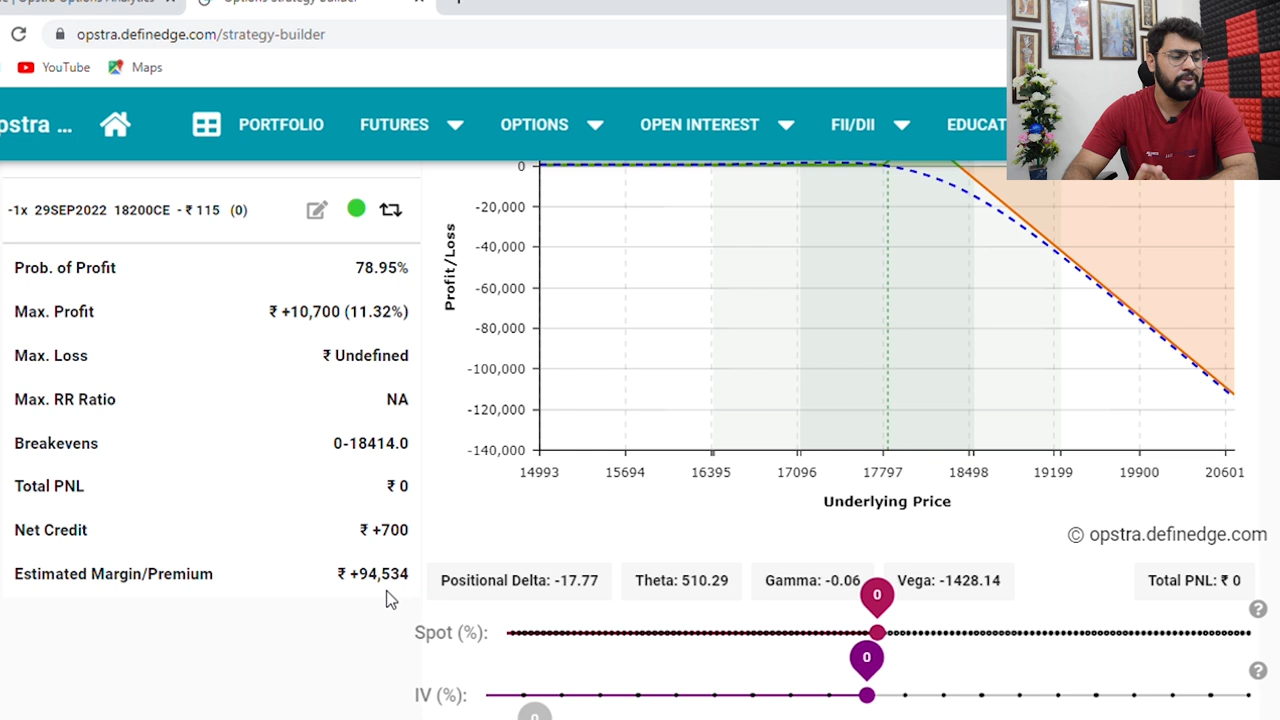 opstra.definedge.com/strategy-builder
YouTube Maps
pstra ... PORTFOLIO FUTURES OPTIONS OPEN INTEREST FII/DII EDUCAT
-1x 29SEP2022 18200CE - ₹ 115 (0)
Prob. of Profit 78.95%
Max. Profit ₹ +10,700 (11.32%)
Max. Loss ₹ Undefined
Max. RR Ratio NA
Breakevens 0-18414.0
Total PNL ₹ 0
Net Credit ₹ +700
Estimated Margin/Premium ₹ +94,534
Profit/Loss
0
-20,000
-40,000
-60,000
-80,000
-100,000
-120,000
-140,000
14993 15694 16395 17096 17797 18498 19199 19900 20601
Underlying Price
© opstra.definedge.com
Positional Delta: -17.77 Theta: 510.29 Gamma: -0.06 Vega: -1428.14 Total PNL: ₹ 0
0
?
Spot (%):
0
?
IV (%):
0